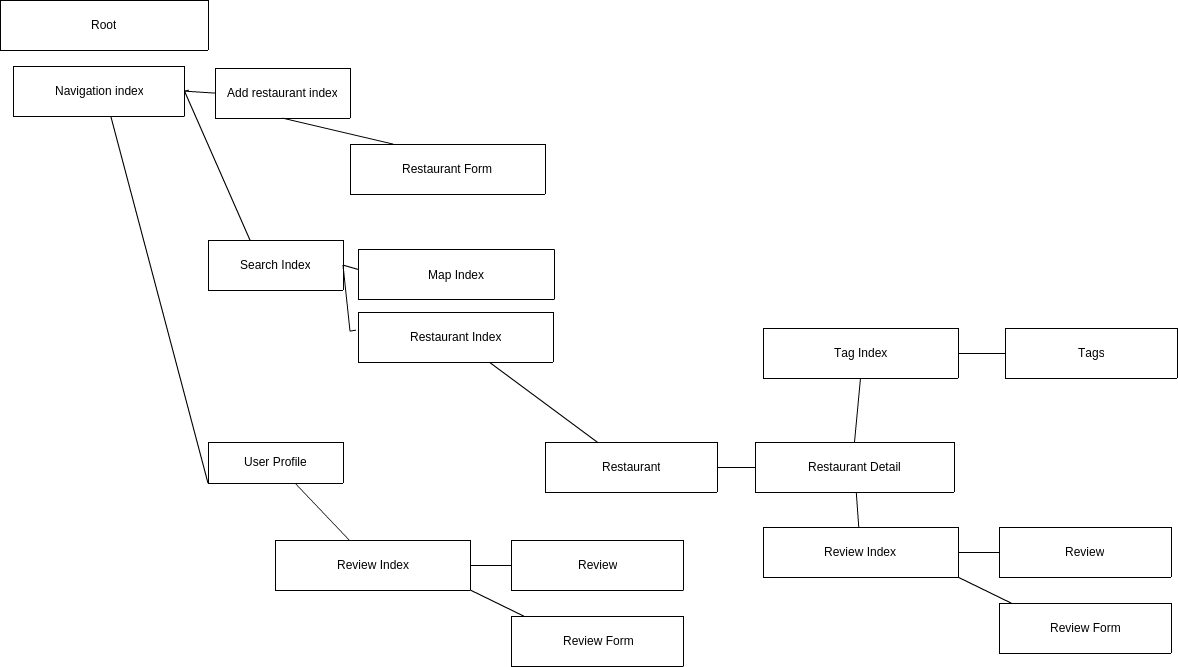 Root
Navigation index
Add restaurant index
Restaurant Form
Search Index
Map Index
Restaurant Index
Tag Index
Tags
User Profile
Restaurant
Restaurant Detail
Review Index
Review
Review Index
Review
Review Form
Review Form